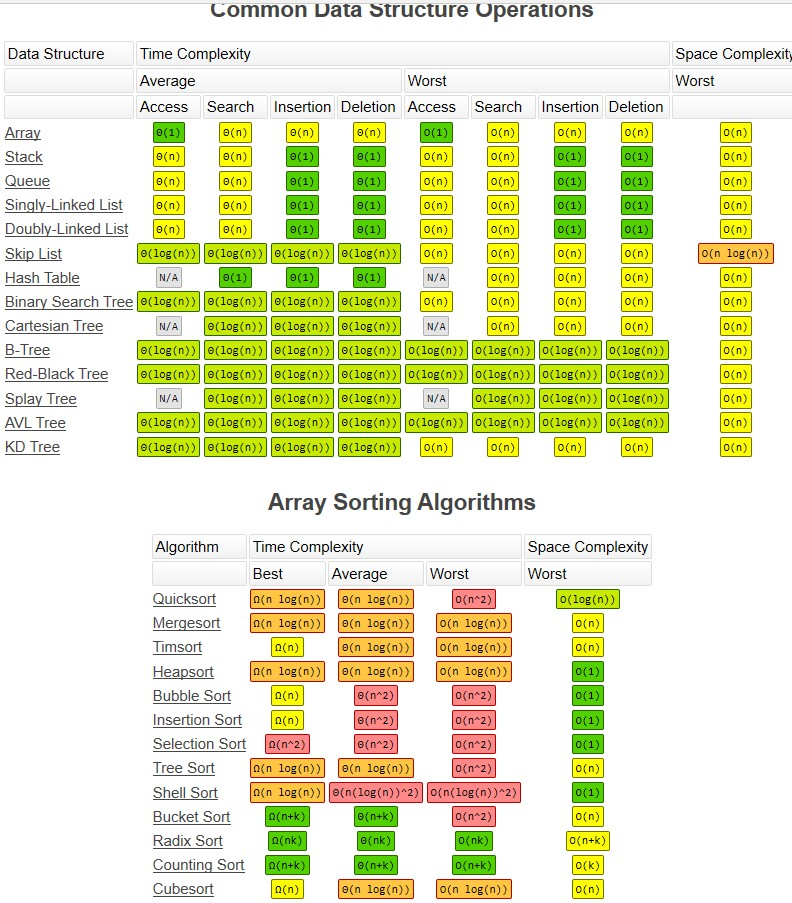 Common Data Structure Operations
Data Structure Time Complexity Space Complexity
Average Worst Worst
Access Search Insertion Deletion Access Search Insertion Deletion
Array Θ(1) Θ(n) Θ(n) Θ(n) O(1) O(n) O(n) O(n) O(n)
Stack Θ(n) Θ(n) Θ(1) Θ(1) O(n) O(n) O(1) O(1) O(n)
Queue Θ(n) Θ(n) Θ(1) Θ(1) O(n) O(n) O(1) O(1) O(n)
Singly-Linked List Θ(n) Θ(n) Θ(1) Θ(1) O(n) O(n) O(1) O(1) O(n)
Doubly-Linked List Θ(n) Θ(n) Θ(1) Θ(1) O(n) O(n) O(1) O(1) O(n)
Skip List Θ(log(n)) Θ(log(n)) Θ(log(n)) Θ(log(n)) O(n) O(n) O(n) O(n) O(n log(n))
Hash Table N/A Θ(1) Θ(1) Θ(1) N/A O(n) O(n) O(n) O(n)
Binary Search Tree Θ(log(n)) Θ(log(n)) Θ(log(n)) Θ(log(n)) O(n) O(n) O(n) O(n) O(n)
Cartesian Tree N/A Θ(log(n)) Θ(log(n)) Θ(log(n)) N/A O(n) O(n) O(n) O(n)
B-Tree Θ(log(n)) Θ(log(n)) Θ(log(n)) Θ(log(n)) O(log(n)) O(log(n)) O(log(n)) O(log(n)) O(n)
Red-Black Tree Θ(log(n)) Θ(log(n)) Θ(log(n)) Θ(log(n)) O(log(n)) O(log(n)) O(log(n)) O(log(n)) O(n)
Splay Tree N/A Θ(log(n)) Θ(log(n)) Θ(log(n)) N/A O(log(n)) O(log(n)) O(log(n)) O(n)
AVL Tree Θ(log(n)) Θ(log(n)) Θ(log(n)) Θ(log(n)) O(log(n)) O(log(n)) O(log(n)) O(log(n)) O(n)
KD Tree Θ(log(n)) Θ(log(n)) Θ(log(n)) Θ(log(n)) O(n) O(n) O(n) O(n) O(n)
Array Sorting Algorithms
Algorithm Time Complexity Space Complexity
Best Average Worst Worst
Quicksort Ω(n log(n)) Θ(n log(n)) O(n^2) O(log(n))
Mergesort Ω(n log(n)) Θ(n log(n)) O(n log(n)) O(n)
Timsort Ω(n) Θ(n log(n)) O(n log(n)) O(n)
Heapsort Ω(n log(n)) Θ(n log(n)) O(n log(n)) O(1)
Bubble Sort Ω(n) Θ(n^2) O(n^2) O(1)
Insertion Sort Ω(n) Θ(n^2) O(n^2) O(1)
Selection Sort Ω(n^2) Θ(n^2) O(n^2) O(1)
Tree Sort Ω(n log(n)) Θ(n log(n)) O(n^2) O(n)
Shell Sort Ω(n log(n)) Θ(n(log(n))^2) O(n(log(n))^2) O(1)
Bucket Sort Ω(n+k) Θ(n+k) O(n^2) O(n)
Radix Sort Ω(nk) Θ(nk) O(nk) O(n+k)
Counting Sort Ω(n+k) Θ(n+k) O(n+k) O(k)
Cubesort Ω(n) Θ(n log(n)) O(n log(n)) O(n)